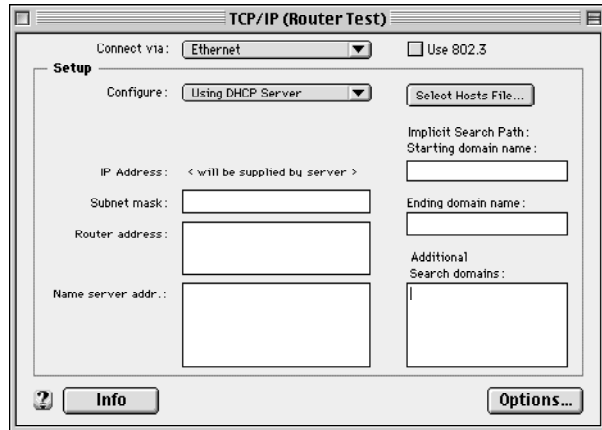 TCP/IP (Router Test)
Connect via: Ethernet
Use 802.3
Setup
Configure: Using DHCP Server
Select Hosts File...
Implicit Search Path:
Starting domain name:
IP Address: < will be supplied by server >
Subnet mask:
Ending domain name:
Router address:
Additional
Search domains:
Name server addr.:
?
Info
Options...